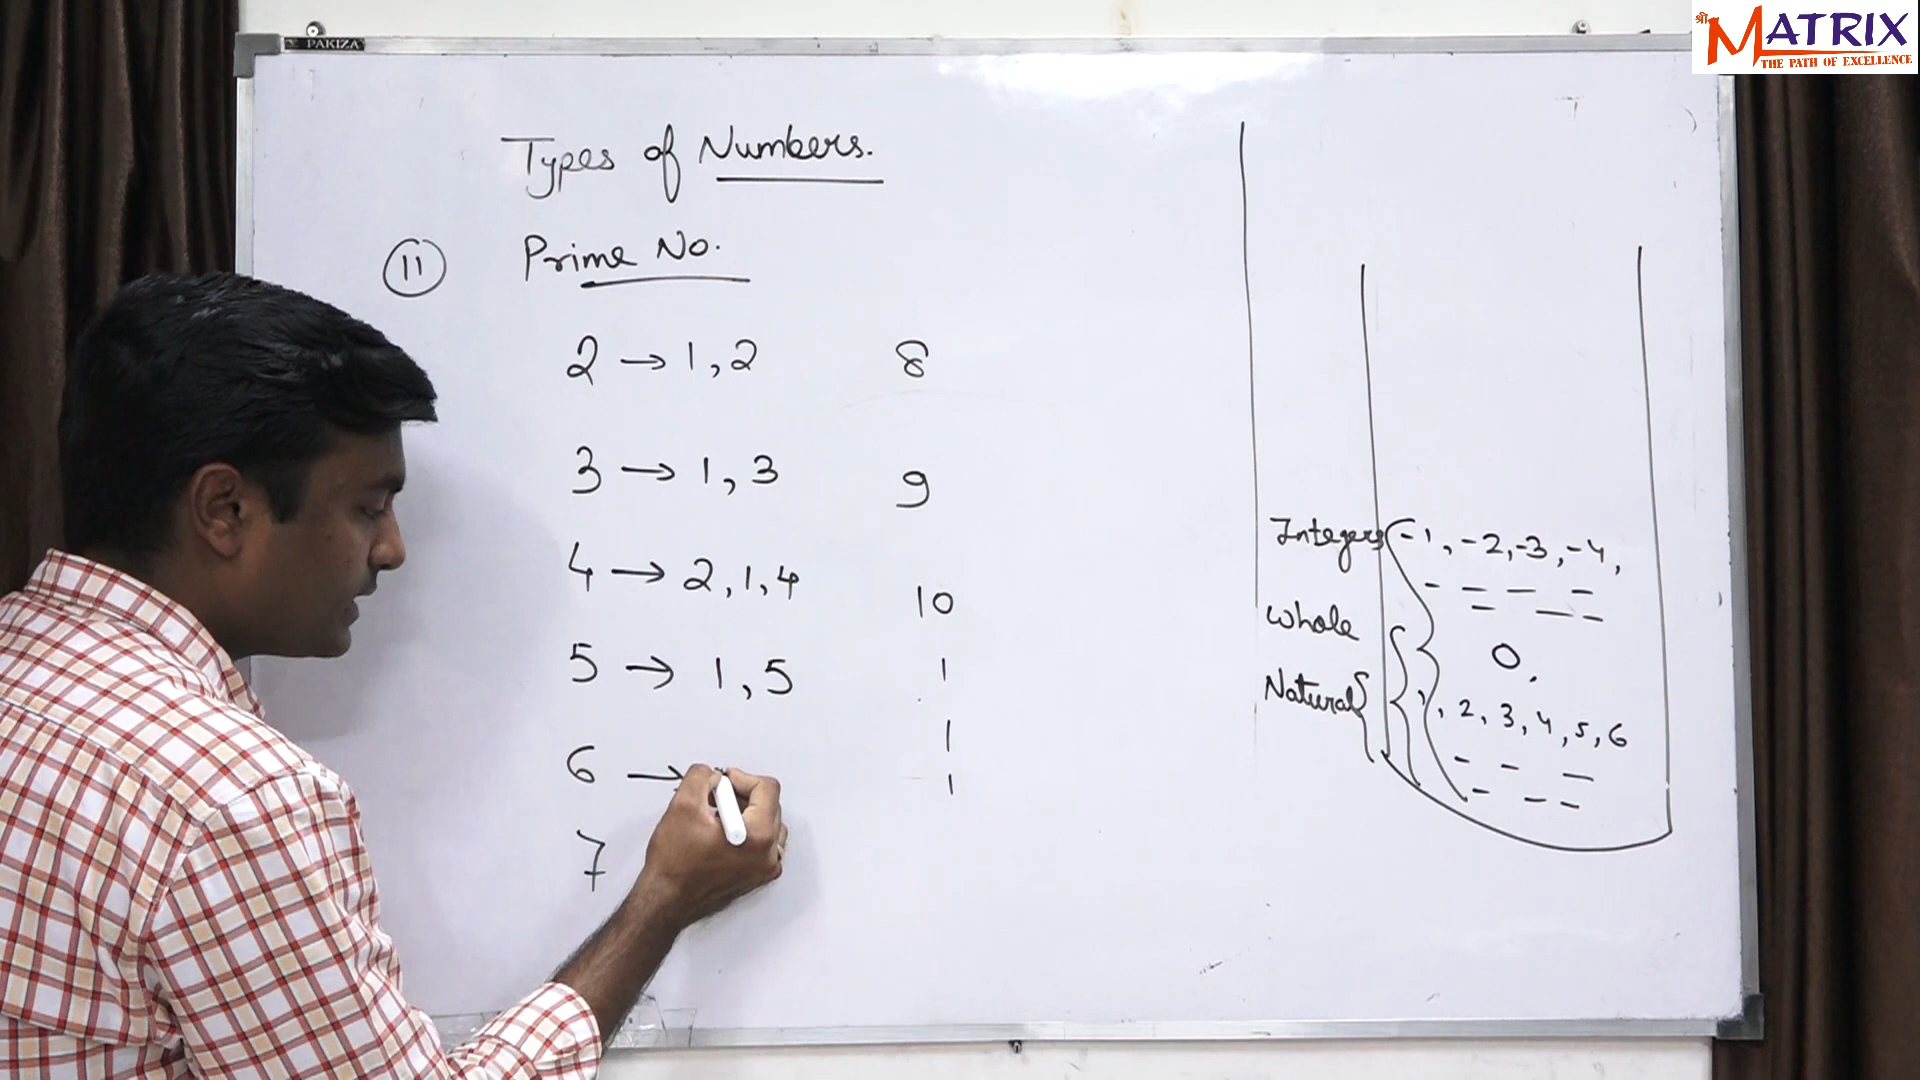 PAKIZA
श्री MATRIX
THE PATH OF EXCELLENCE
Types of Numbers.
11 Prime No.
2 → 1, 2
3 → 1, 3
4 → 2, 1, 4
5 → 1, 5
6 →
7
8
9
10
Integers -1, -2, -3, -4,
Whole 0,
Natural 1, 2, 3, 4, 5, 6